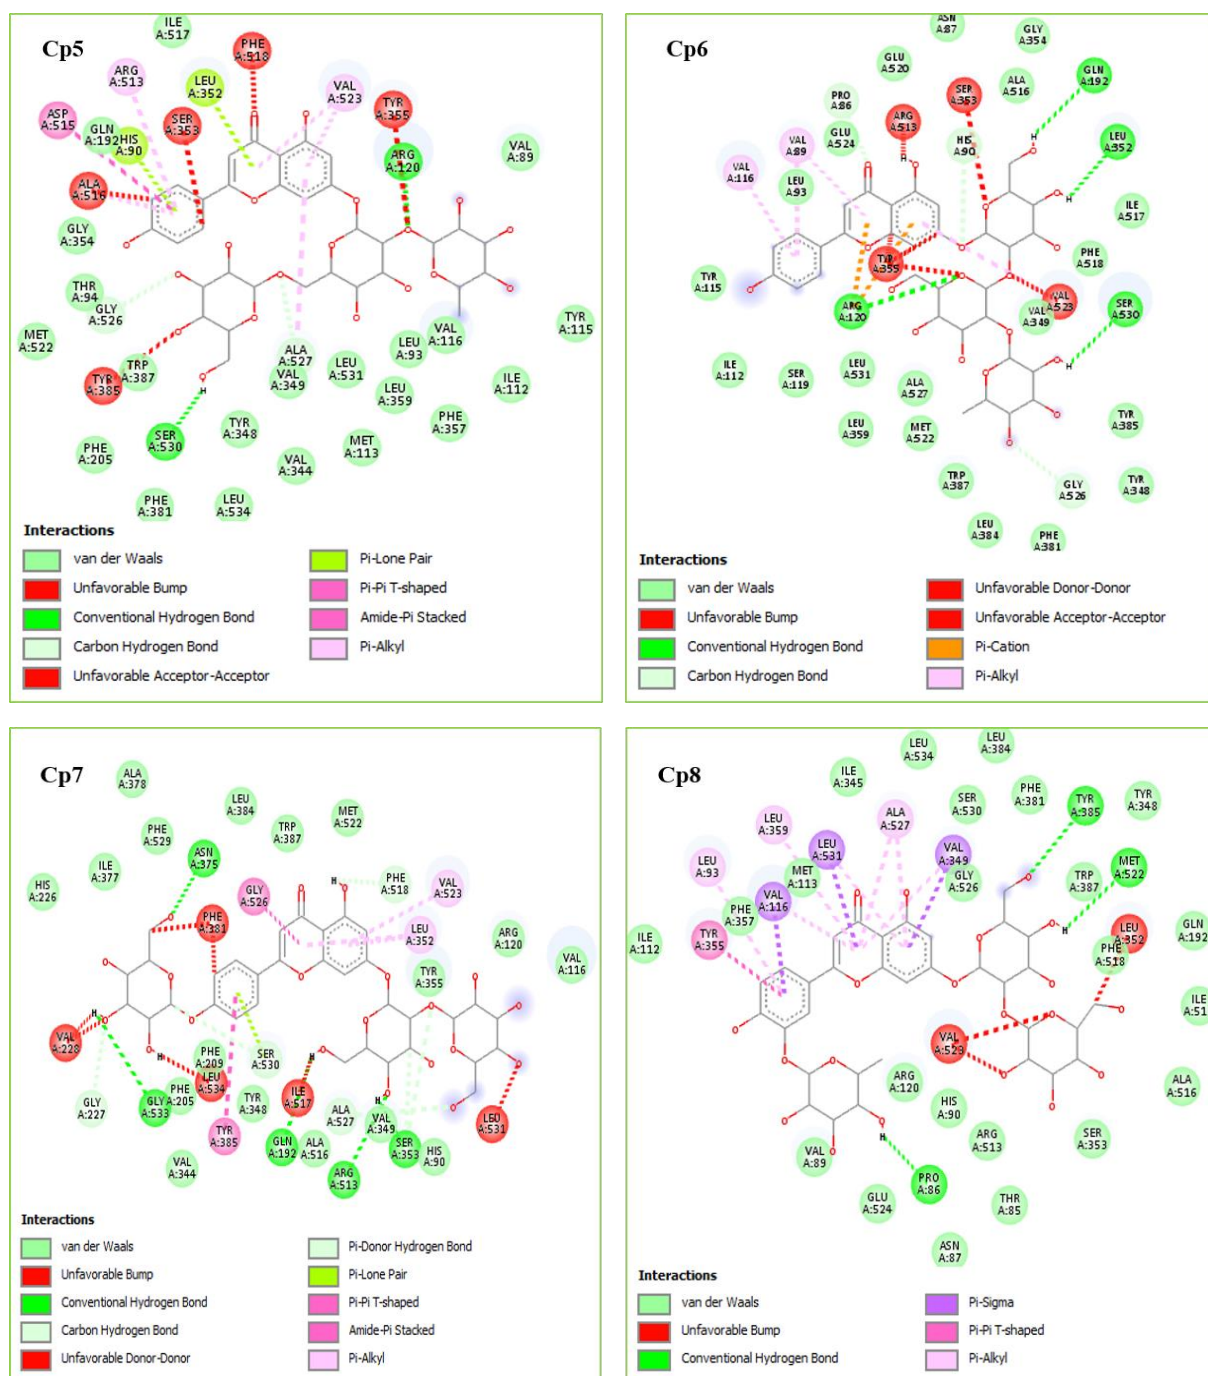 Cp5
ILE
A:517
PHE
A:518
ARG
A:513
LEU
A:352
VAL
A:523
ASP
A:515
GLN
A:192
HIS
A:90
SER
A:353
TYR
A:355
ARG
A:120
VAL
A:89
ALA
A:516
GLY
A:354
THR
A:94
GLY
A:526
MET
A:522
TYR
A:385
TRP
A:387
ALA
A:527
VAL
A:349
LEU
A:531
LEU
A:93
VAL
A:116
TYR
A:115
LEU
A:359
ILE
A:112
PHE
A:357
SER
A:530
TYR
A:348
PHE
A:205
VAL
A:344
MET
A:113
PHE
A:381
LEU
A:534
H
Interactions
van der Waals
Unfavorable Bump
Conventional Hydrogen Bond
Carbon Hydrogen Bond
Unfavorable Acceptor-Acceptor
Pi-Lone Pair
Pi-Pi T-shaped
Amide-Pi Stacked
Pi-Alkyl
Cp6
ASN
A:87
GLY
A:354
GLU
A:520
ALA
A:516
GLN
A:192
PRO
A:86
SER
A:353
ARG
A:513
GLU
A:524
HIS
A:90
LEU
A:352
VAL
A:89
VAL
A:116
LEU
A:93
ILE
A:517
PHE
A:518
TYR
A:355
TYR
A:115
ARG
A:120
VAL
A:523
VAL
A:349
SER
A:530
ILE
A:112
SER
A:119
LEU
A:531
ALA
A:527
LEU
A:359
MET
A:522
TYR
A:385
TRP
A:387
GLY
A:526
TYR
A:348
LEU
A:384
PHE
A:381
H
H
H
H
Interactions
van der Waals
Unfavorable Bump
Conventional Hydrogen Bond
Carbon Hydrogen Bond
Unfavorable Donor-Donor
Unfavorable Acceptor-Acceptor
Pi-Cation
Pi-Alkyl
Cp7
ALA
A:378
LEU
A:384
MET
A:522
PHE
A:529
TRP
A:387
ASN
A:375
ILE
A:377
HIS
A:226
PHE
A:518
VAL
A:523
GLY
A:526
PHE
A:381
LEU
A:352
ARG
A:120
VAL
A:116
TYR
A:355
VAL
A:228
PHE
A:209
SER
A:530
LEU
A:534
GLY
A:227
GLY
A:533
PHE
A:205
TYR
A:348
ILE
A:517
ALA
A:527
VAL
A:349
LEU
A:531
TYR
A:385
GLN
A:192
ALA
A:516
SER
A:353
HIS
A:90
VAL
A:344
ARG
A:513
H
H
H
H
H
Interactions
van der Waals
Unfavorable Bump
Conventional Hydrogen Bond
Carbon Hydrogen Bond
Unfavorable Donor-Donor
Pi-Donor Hydrogen Bond
Pi-Lone Pair
Pi-Pi T-shaped
Amide-Pi Stacked
Pi-Alkyl
Cp8
LEU
A:384
LEU
A:534
ILE
A:345
LEU
A:359
ALA
A:527
SER
A:530
PHE
A:381
TYR
A:385
TYR
A:348
LEU
A:531
VAL
A:349
LEU
A:93
MET
A:113
GLY
A:526
TRP
A:387
MET
A:522
VAL
A:116
PHE
A:357
TYR
A:355
ILE
A:112
LEU
A:352
GLN
A:192
PHE
A:518
VAL
A:523
ARG
A:120
HIS
A:90
ALA
A:516
ARG
A:513
SER
A:353
VAL
A:89
PRO
A:86
GLU
A:524
THR
A:85
ASN
A:87
H
H
Interactions
van der Waals
Unfavorable Bump
Conventional Hydrogen Bond
Pi-Sigma
Pi-Pi T-shaped
Pi-Alkyl